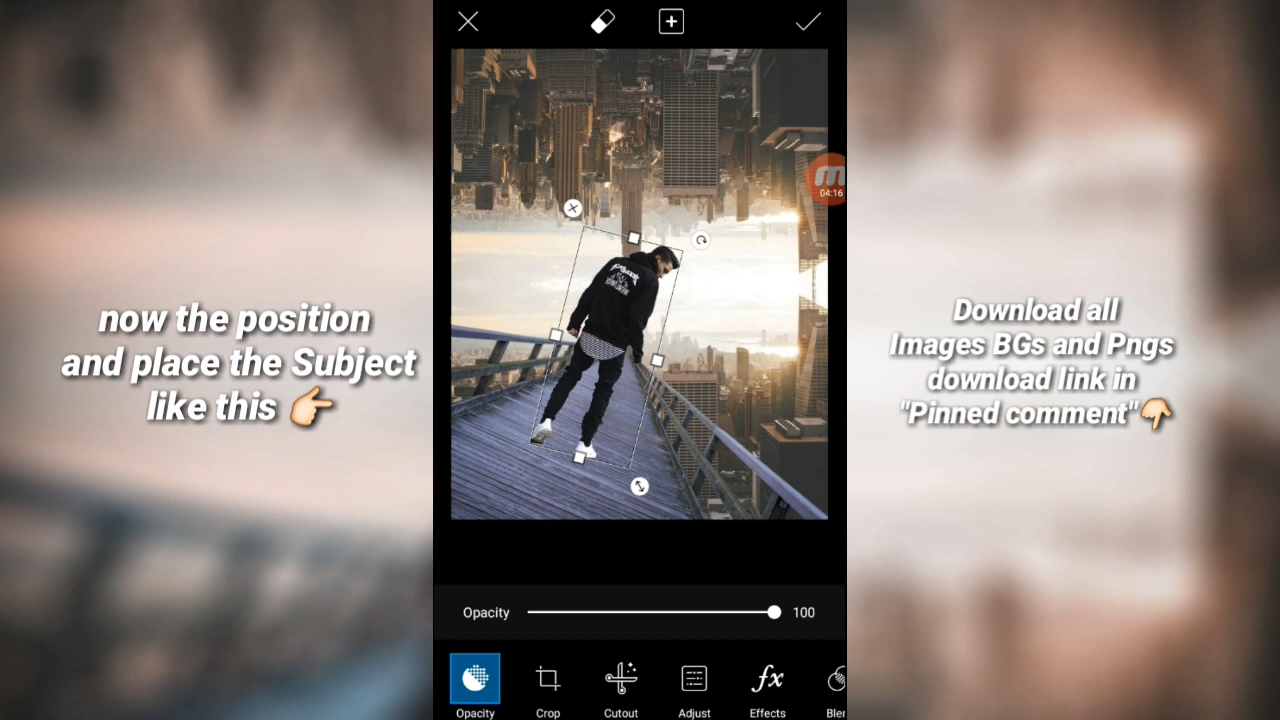 now the position
and place the Subject
like this
Download all
Images BGs and Pngs
download link in
"Pinned comment"
04:16
Opacity
100
Opacity
Crop
Cutout
Adjust
fx
Effects